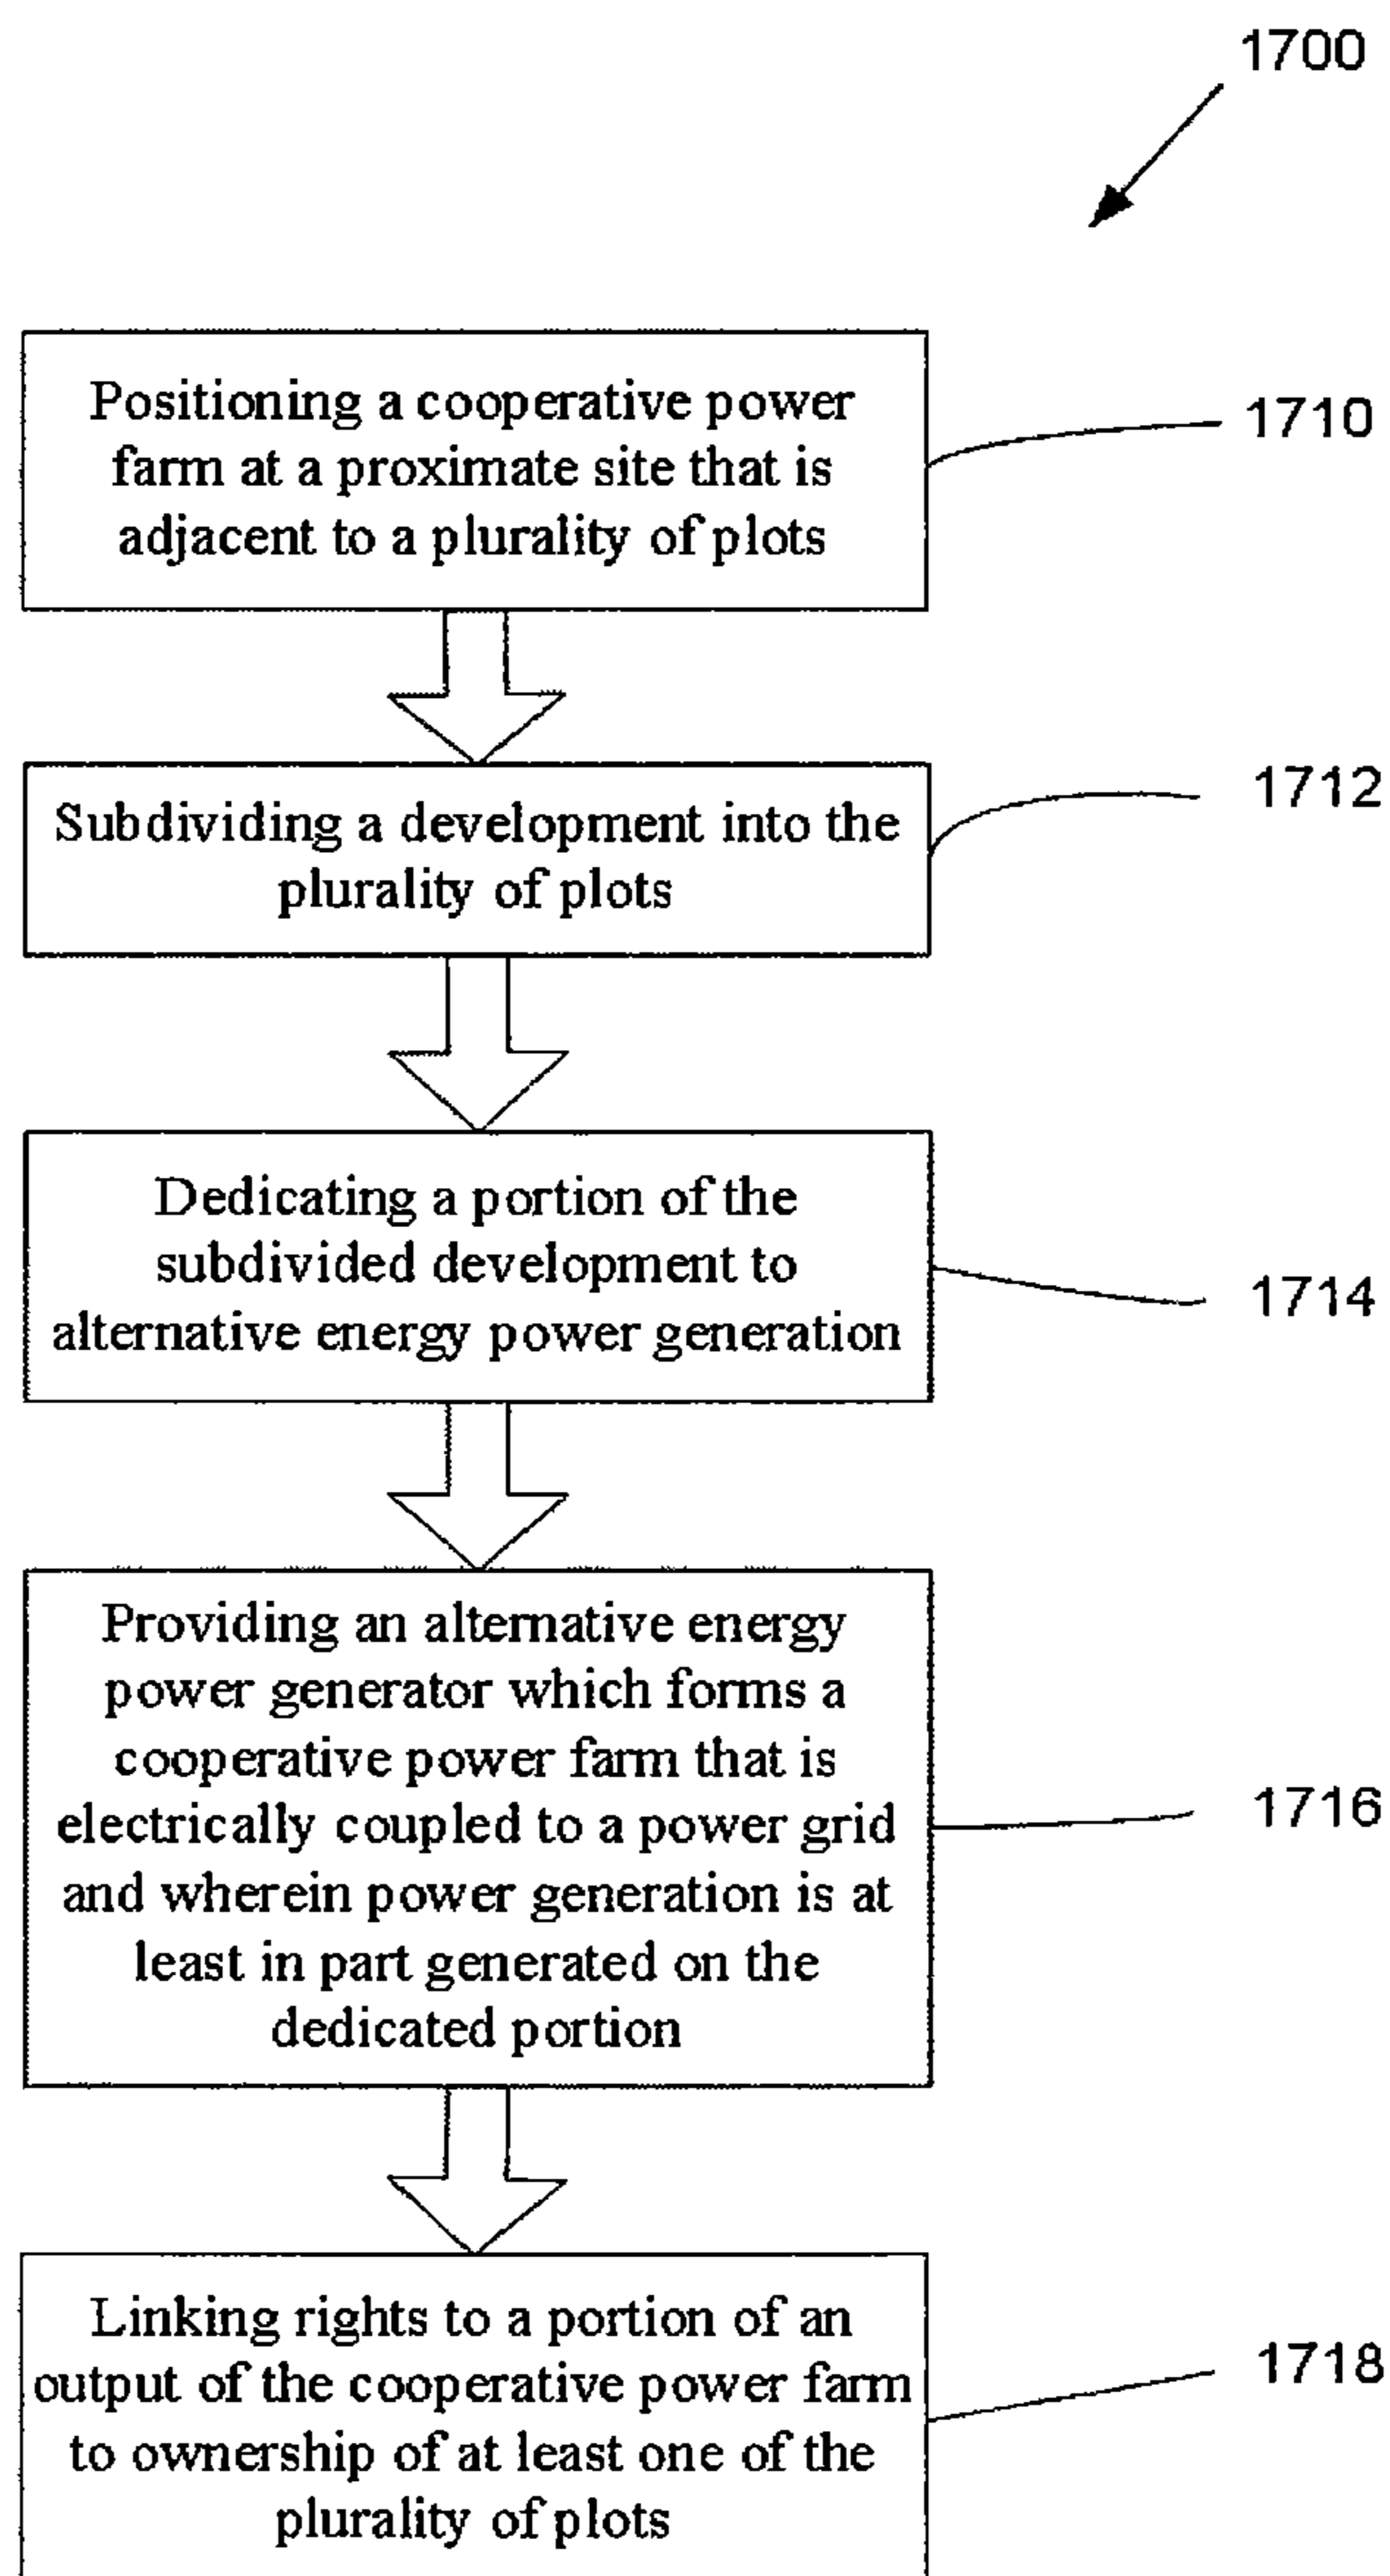 1700
Positioning a cooperative power
farm at a proximate site that is
adjacent to a plurality of plots
1710
Subdividing a development into the
plurality of plots
1712
Dedicating a portion of the
subdivided development to
alternative energy power generation
1714
Providing an alternative energy
power generator which forms a
cooperative power farm that is
electrically coupled to a power grid
and wherein power generation is at
least in part generated on the
dedicated portion
1716
Linking rights to a portion of an
output of the cooperative power farm
to ownership of at least one of the
plurality of plots
1718